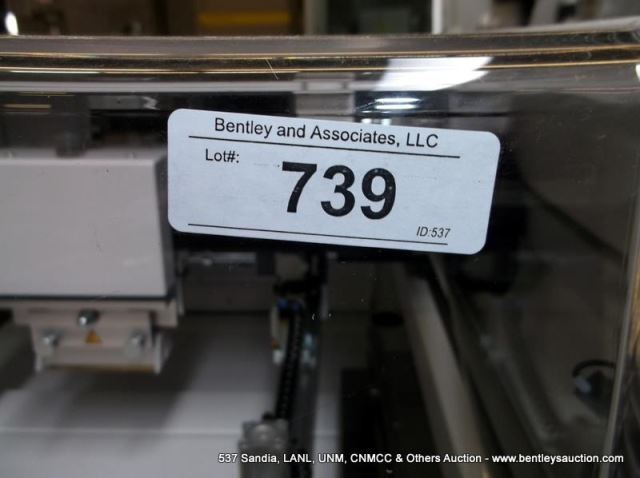 Bentley and Associates, LLC
Lot#:
739
ID:537
537 Sandia, LANL, UNM, CNMCC & Others Auction - www.bentleysauction.com